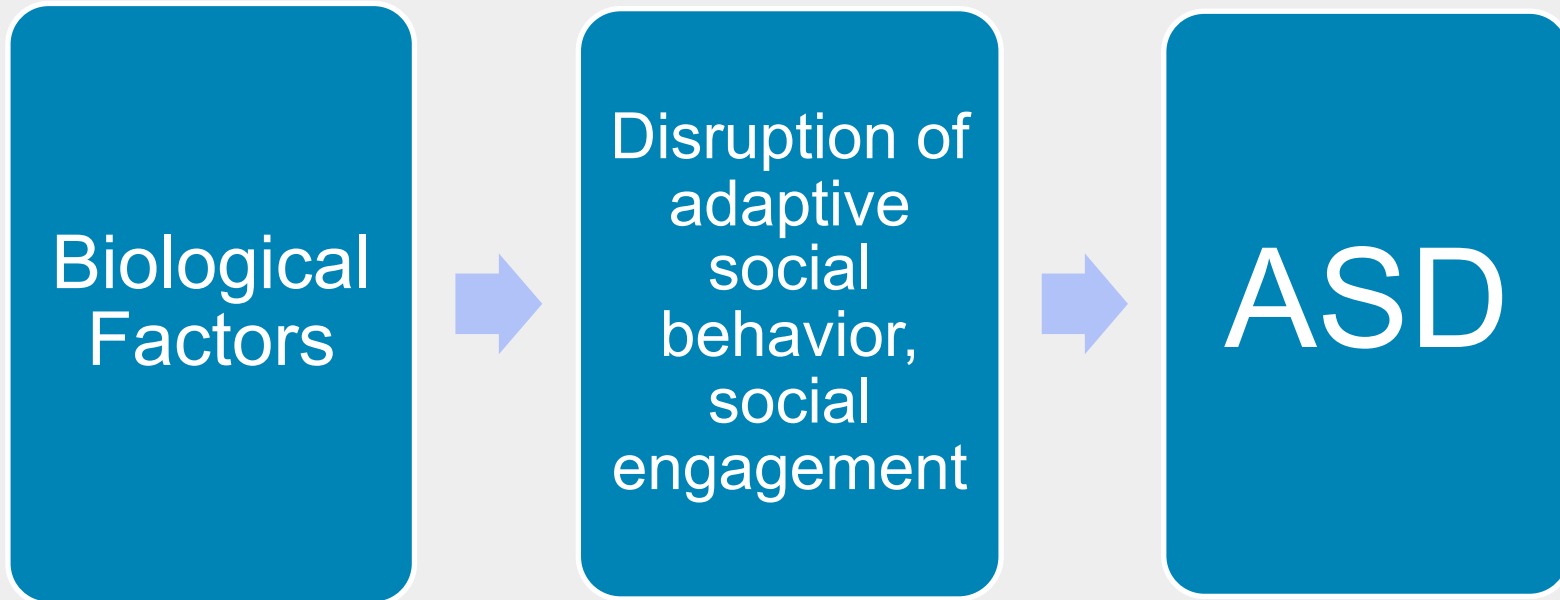 Biological
Factors
Disruption of
adaptive
social
behavior,
social
engagement
ASD